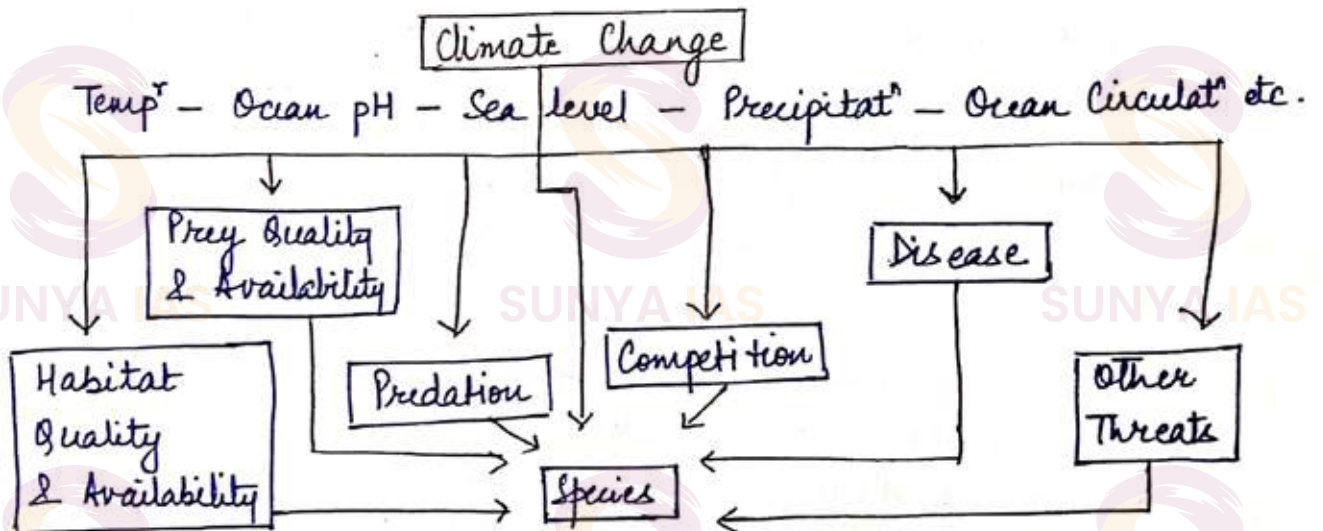 Climate Change
Tempʳ - Ocean pH - Sea level - Precipitatⁿ - Ocean Circulatⁿ etc.
Prey Quality
& Availability
Disease
Habitat
Quality
& Availability
Predation
Competition
Other
Threats
Species
SUNYA IAS
SUNYA IAS
SUNYA IAS